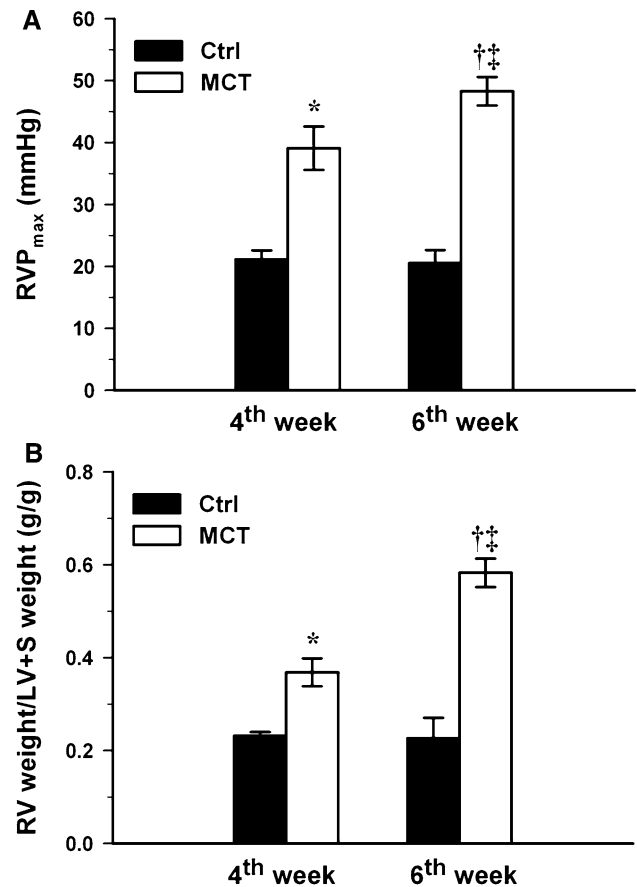 A
RVPmax (mmHg)
60
50
40
30
20
10
0
Ctrl
MCT
*
†‡
4th week 6th week
B
RV weight/LV+S weight (g/g)
0.8
0.6
0.4
0.2
0.0
Ctrl
MCT
*
†‡
4th week 6th week